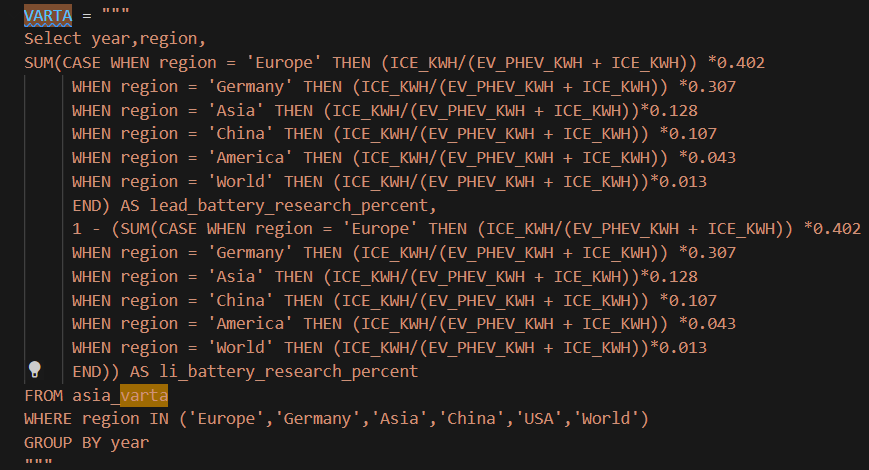 VARTA = """
Select year,region,
SUM(CASE WHEN region = 'Europe' THEN (ICE_KWH/(EV_PHEV_KWH + ICE_KWH)) *0.402
WHEN region = 'Germany' THEN (ICE_KWH/(EV_PHEV_KWH + ICE_KWH)) *0.307
WHEN region = 'Asia' THEN (ICE_KWH/(EV_PHEV_KWH + ICE_KWH))*0.128
WHEN region = 'China' THEN (ICE_KWH/(EV_PHEV_KWH + ICE_KWH)) *0.107
WHEN region = 'America' THEN (ICE_KWH/(EV_PHEV_KWH + ICE_KWH)) *0.043
WHEN region = 'World' THEN (ICE_KWH/(EV_PHEV_KWH + ICE_KWH))*0.013
END) AS lead_battery_research_percent,
1 - (SUM(CASE WHEN region = 'Europe' THEN (ICE_KWH/(EV_PHEV_KWH + ICE_KWH)) *0.402
WHEN region = 'Germany' THEN (ICE_KWH/(EV_PHEV_KWH + ICE_KWH)) *0.307
WHEN region = 'Asia' THEN (ICE_KWH/(EV_PHEV_KWH + ICE_KWH))*0.128
WHEN region = 'China' THEN (ICE_KWH/(EV_PHEV_KWH + ICE_KWH)) *0.107
WHEN region = 'America' THEN (ICE_KWH/(EV_PHEV_KWH + ICE_KWH)) *0.043
WHEN region = 'World' THEN (ICE_KWH/(EV_PHEV_KWH + ICE_KWH))*0.013
END)) AS li_battery_research_percent
FROM asia_varta
WHERE region IN ('Europe','Germany','Asia','China','USA','World')
GROUP BY year
"""